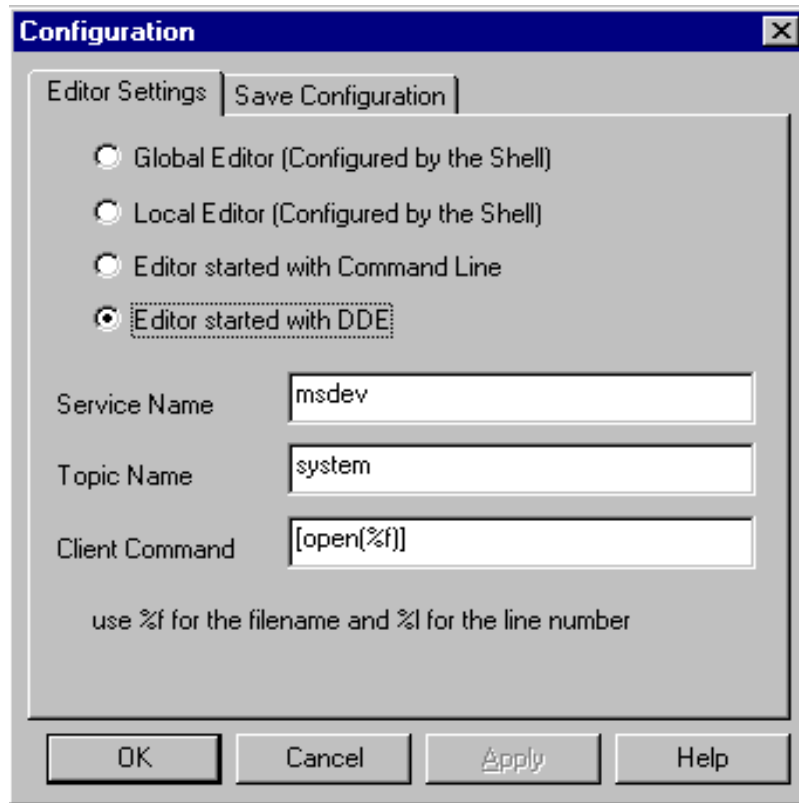 Configuration
Editor Settings
Save Configuration
Global Editor (Configured by the Shell)
Local Editor (Configured by the Shell)
Editor started with Command Line
Editor started with DDE
Service Name
msdev
Topic Name
system
Client Command
[open(%f)]
use %f for the filename and %l for the line number
OK
Cancel
Apply
Help